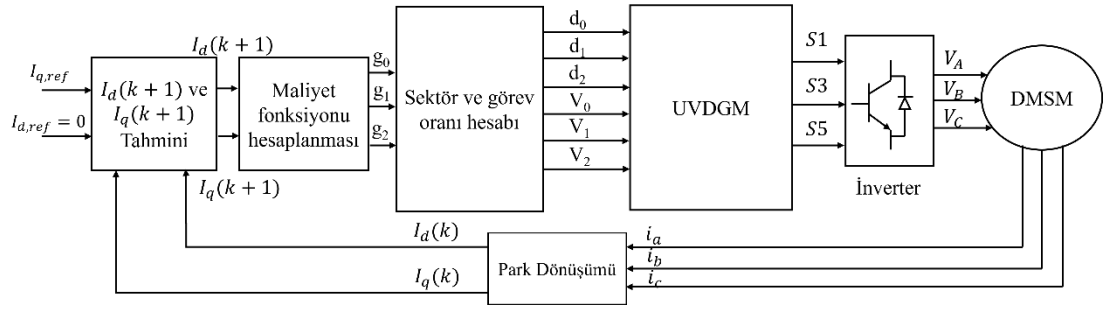 I_{q,ref}
I_{d,ref} = 0
I_d(k + 1) ve
I_q(k + 1)
Tahmini
I_d(k + 1)
I_q(k + 1)
Maliyet
fonksiyonu
hesaplanması
g_0
g_1
g_2
Sektör ve görev
oranı hesabı
d_0
d_1
d_2
V_0
V_1
V_2
UVDGM
S1
S3
S5
İnverter
V_A
V_B
V_C
DMSM
I_d(k)
I_q(k)
Park Dönüşümü
i_a
i_b
i_c